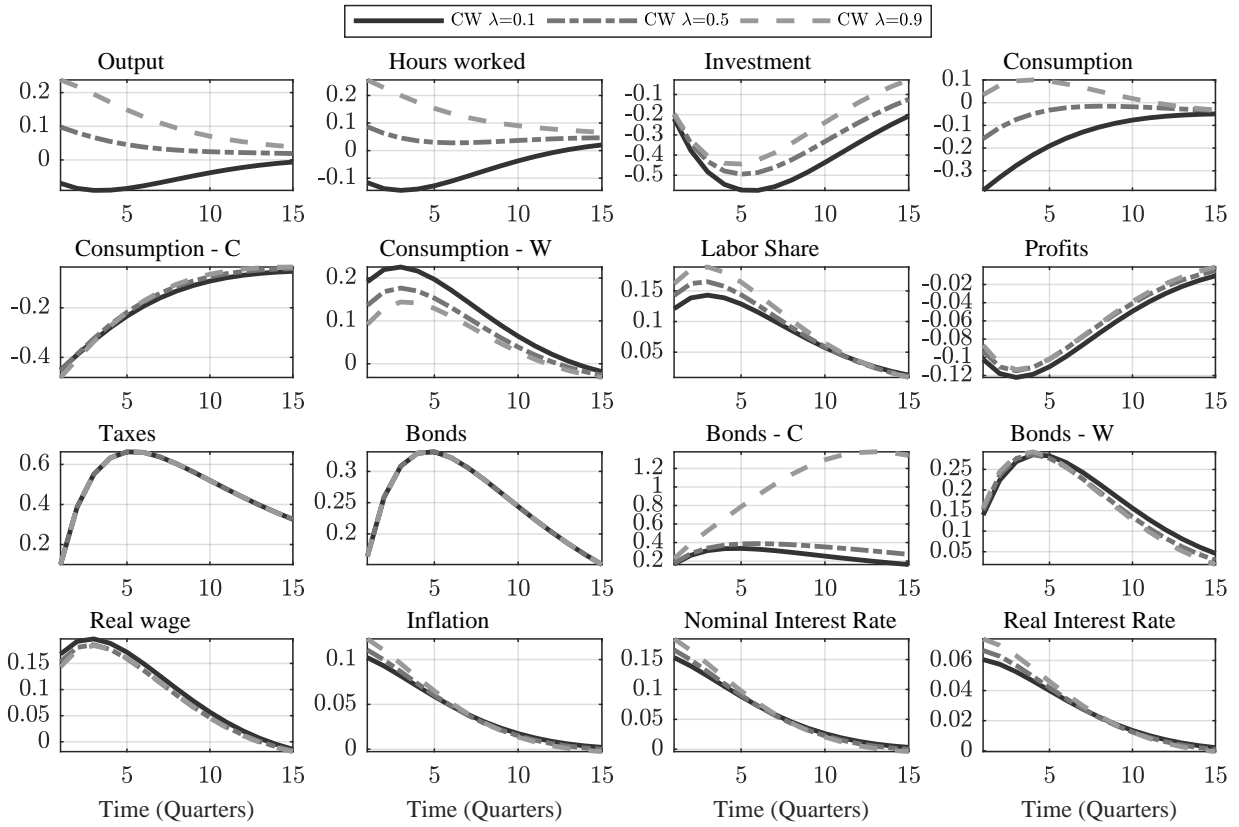 CW λ=0.1 CW λ=0.5 CW λ=0.9
Output Hours worked Investment Consumption
0.2 0.1 0
0.2 0.1 0 -0.1
-0.1 -0.2 -0.3 -0.4 -0.5
0.1 0 -0.1 -0.2 -0.3
5 10 15 5 10 15 5 10 15 5 10 15
Consumption - C Consumption - W Labor Share Profits
-0.2 -0.4
0.2 0.1 0
0.15 0.1 0.05
-0.02 -0.04 -0.06 -0.08 -0.1 -0.12
5 10 15 5 10 15 5 10 15 5 10 15
Taxes Bonds Bonds - C Bonds - W
0.6 0.4 0.2
0.3 0.25 0.2
1.2 1 0.8 0.6 0.4 0.2
0.25 0.2 0.15 0.1 0.05
5 10 15 5 10 15 5 10 15 5 10 15
Real wage Inflation Nominal Interest Rate Real Interest Rate
0.15 0.1 0.05 0
0.1 0.05 0
0.15 0.1 0.05 0
0.06 0.04 0.02 0
5 10 15 5 10 15 5 10 15 5 10 15
Time (Quarters) Time (Quarters) Time (Quarters) Time (Quarters)